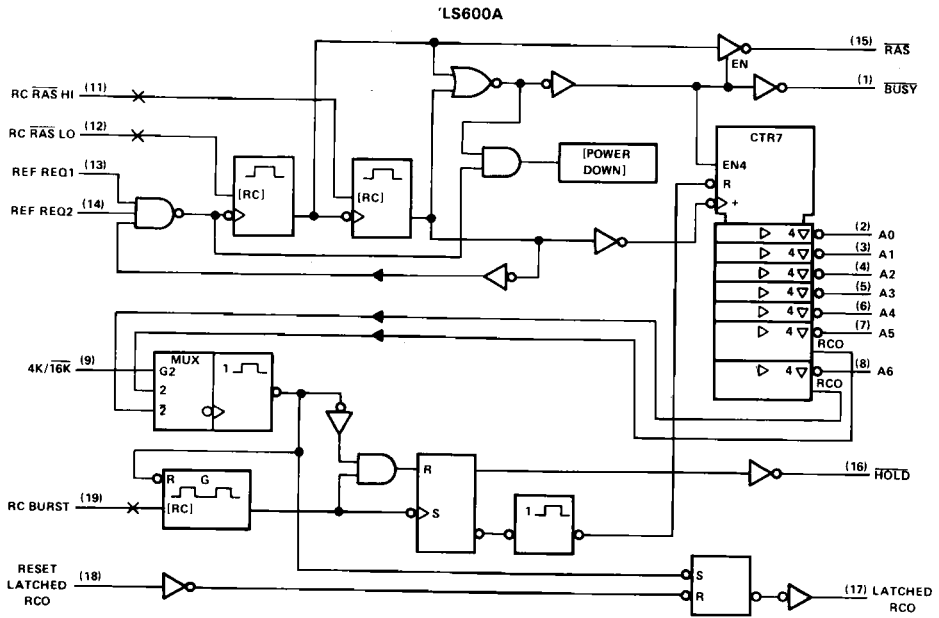 'LS600A
(15) RAS
EN
(1) BUSY
RC RAS HI (11)
RC RAS LO (12)
REF REQ1 (13)
REF REQ2 (14)
[RC]
[RC]
[POWER
DOWN]
CTR7
EN4
R
+
4 (2) A0
4 (3) A1
4 (4) A2
4 (5) A3
4 (6) A4
4 (7) A5
RCO
4 (8) A6
RCO
4K/16K (9)
MUX
G2
2
2
1
R
G
[RC]
RC BURST (19)
R
S
1
(16) HOLD
RESET
LATCHED
RCO
(18)
S
R
(17) LATCHED
RCO